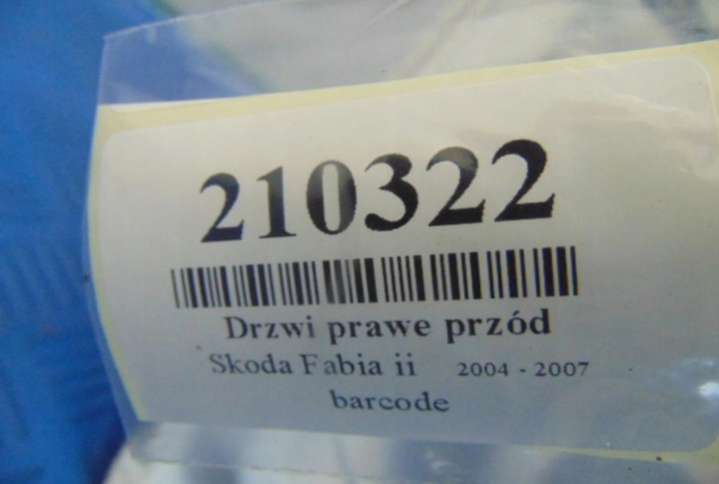 210322
Drzwi prawe przód
Skoda Fabia ii 2004 - 2007
barcode